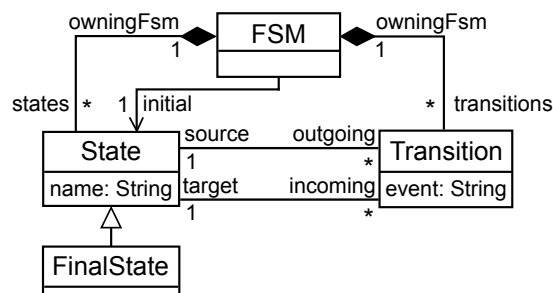 owningFsm FSM owningFsm
1 1
states * 1 initial * transitions
State source outgoing Transition
1 *
name: String target incoming event: String
1 *
FinalState